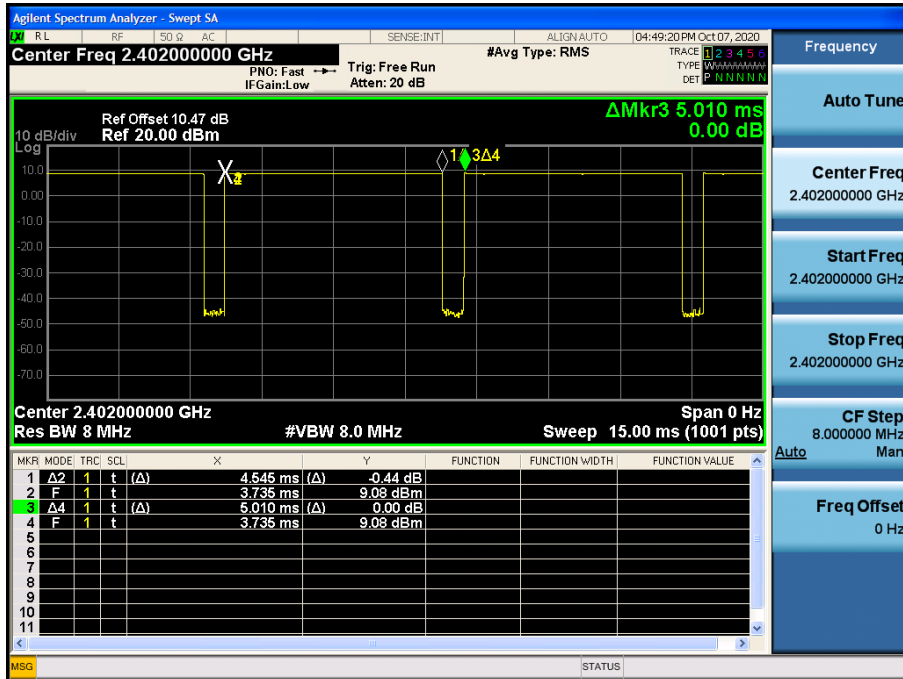 Agilent Spectrum Analyzer - Swept SA
LXI RL RF 50 Ω AC SENSE:INT ALIGNAUTO 04:49:20PM Oct 07, 2020
Center Freq 2.402000000 GHz
PNO: Fast
IFGain:Low
Trig: Free Run
Atten: 20 dB
#Avg Type: RMS
TRACE 1 2 3 4 5 6
TYPE W
DET P N N N N N
Ref Offset 10.47 dB
Ref 20.00 dBm
10 dB/div
Log
ΔMkr3 5.010 ms
0.00 dB
10.0
0.00
-10.0
-20.0
-30.0
-40.0
-50.0
-60.0
-70.0
3Δ4
Center 2.402000000 GHz
Span 0 Hz
Res BW 8 MHz #VBW 8.0 MHz Sweep 15.00 ms (1001 pts)
MKR MODE TRC SCL X Y FUNCTION FUNCTION WIDTH FUNCTION VALUE
1 Δ2 1 t (Δ) 4.545 ms (Δ) -0.44 dB
2 F 1 t 3.735 ms 9.08 dBm
3 Δ4 1 t (Δ) 5.010 ms (Δ) 0.00 dB
4 F 1 t 3.735 ms 9.08 dBm
5
6
7
8
9
10
11
MSG STATUS
Frequency
Auto Tune
Center Freq
2.402000000 GHz
Start Freq
2.402000000 GHz
Stop Freq
2.402000000 GHz
CF Step
8.000000 MHz
Auto Man
Freq Offset
0 Hz